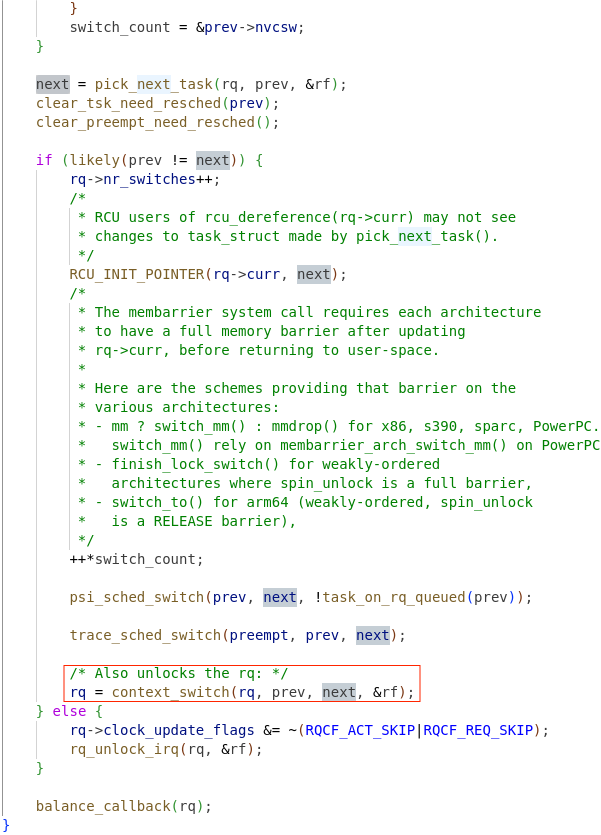 }
        switch_count = &prev->nvcsw;
    }

    next = pick_next_task(rq, prev, &rf);
    clear_tsk_need_resched(prev);
    clear_preempt_need_resched();

    if (likely(prev != next)) {
        rq->nr_switches++;
        /*
         * RCU users of rcu_dereference(rq->curr) may not see
         * changes to task_struct made by pick_next_task().
         */
        RCU_INIT_POINTER(rq->curr, next);
        /*
         * The membarrier system call requires each architecture
         * to have a full memory barrier after updating
         * rq->curr, before returning to user-space.
         *
         * Here are the schemes providing that barrier on the
         * various architectures:
         * - mm ? switch_mm() : mmdrop() for x86, s390, sparc, PowerPC.
         *   switch_mm() rely on membarrier_arch_switch_mm() on PowerPC
         * - finish_lock_switch() for weakly-ordered
         *   architectures where spin_unlock is a full barrier,
         * - switch_to() for arm64 (weakly-ordered, spin_unlock
         *   is a RELEASE barrier),
         */
        ++*switch_count;

        psi_sched_switch(prev, next, !task_on_rq_queued(prev));

        trace_sched_switch(preempt, prev, next);

        /* Also unlocks the rq: */
        rq = context_switch(rq, prev, next, &rf);
    } else {
        rq->clock_update_flags &= ~(RQCF_ACT_SKIP|RQCF_REQ_SKIP);
        rq_unlock_irq(rq, &rf);
    }

    balance_callback(rq);
}